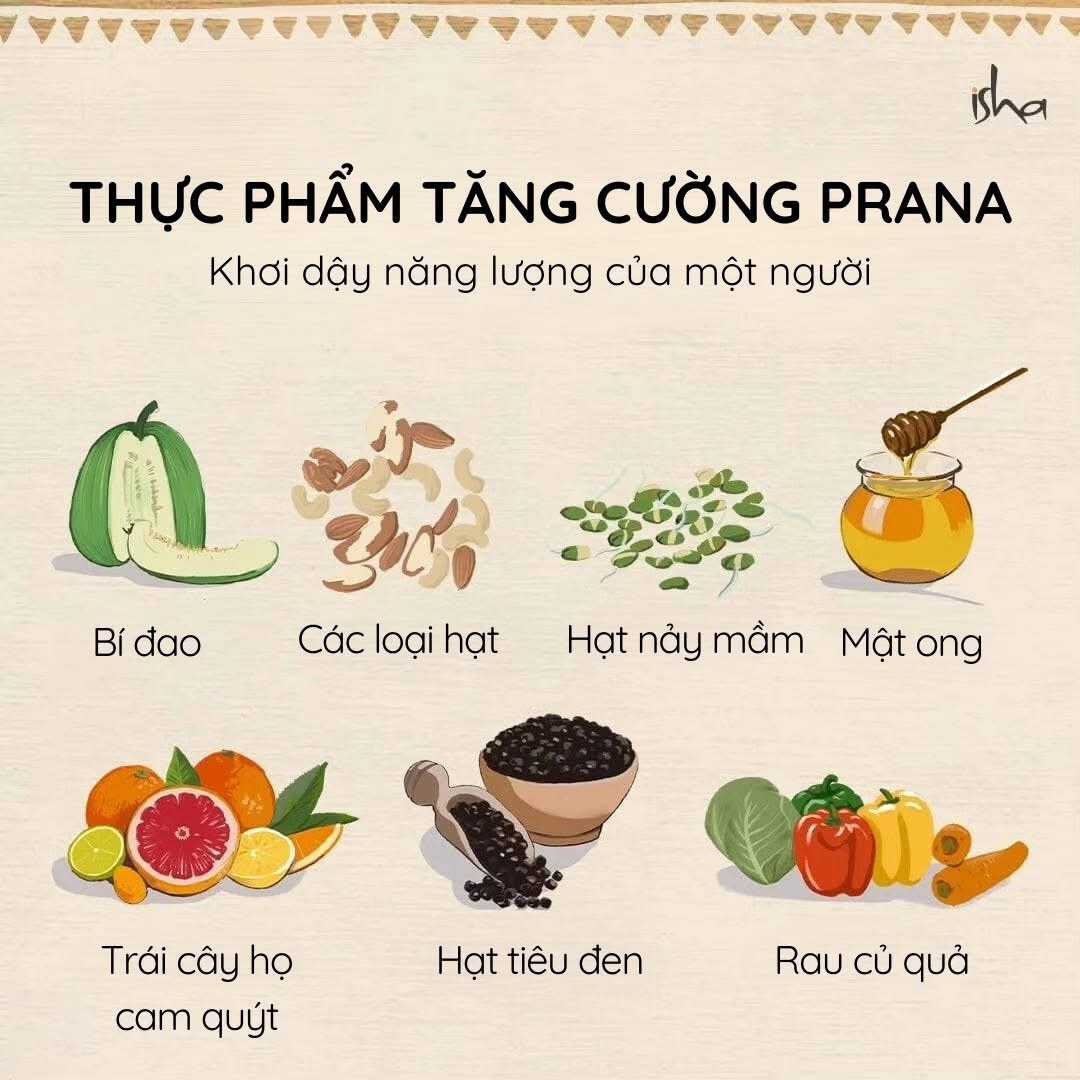 isha
THỰC PHẨM TĂNG CƯỜNG PRANA
Khơi dậy năng lượng của một người
Bí đao
Các loại hạt
Hạt nảy mầm
Mật ong
Trái cây họ
cam quýt
Hạt tiêu đen
Rau củ quả